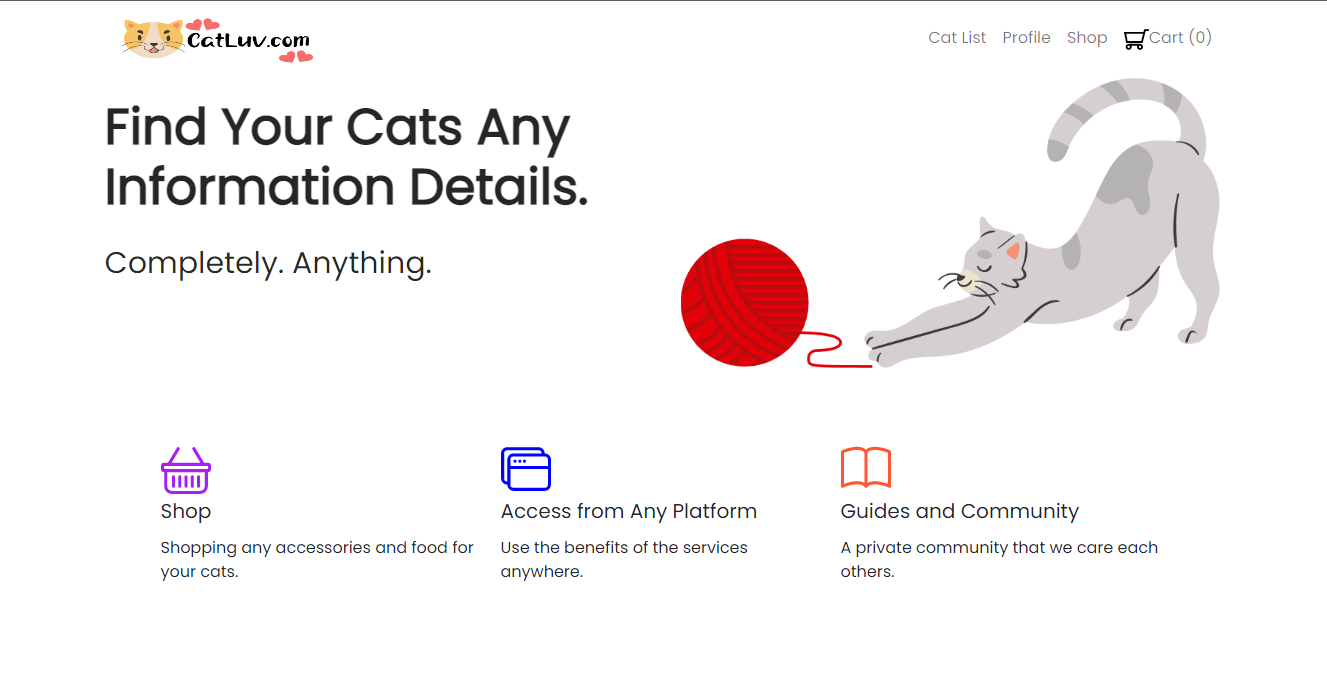 CatLuv.com
Cat List Profile Shop Cart (0)
Find Your Cats Any
Information Details.
Completely. Anything.
Shop
Shopping any accessories and food for
your cats.
Access from Any Platform
Use the benefits of the services
anywhere.
Guides and Community
A private community that we care each
others.